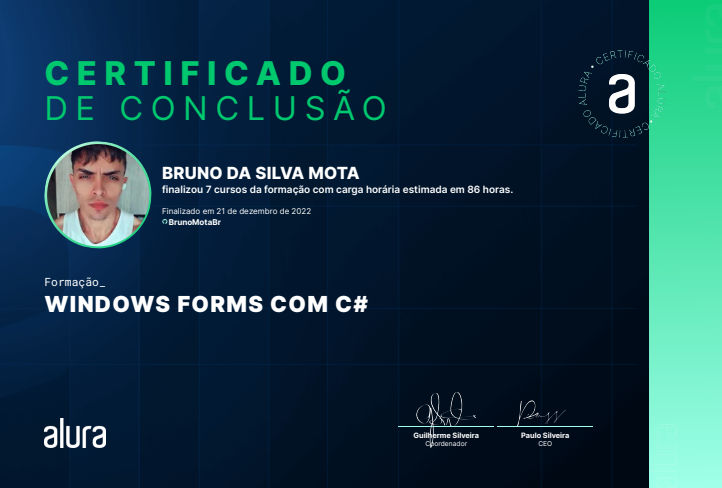 CERTIFICADO
DE CONCLUSÃO
CERTIFICADO ALURA • CERTIFICADO ALURA •
a
BRUNO DA SILVA MOTA
finalizou 7 cursos da formação com carga horária estimada em 86 horas.
Finalizado em 21 de dezembro de 2022
BrunoMotaBr
Formação_
WINDOWS FORMS COM C#
alura
Guilherme Silveira
Coordenador
Paulo Silveira
CEO